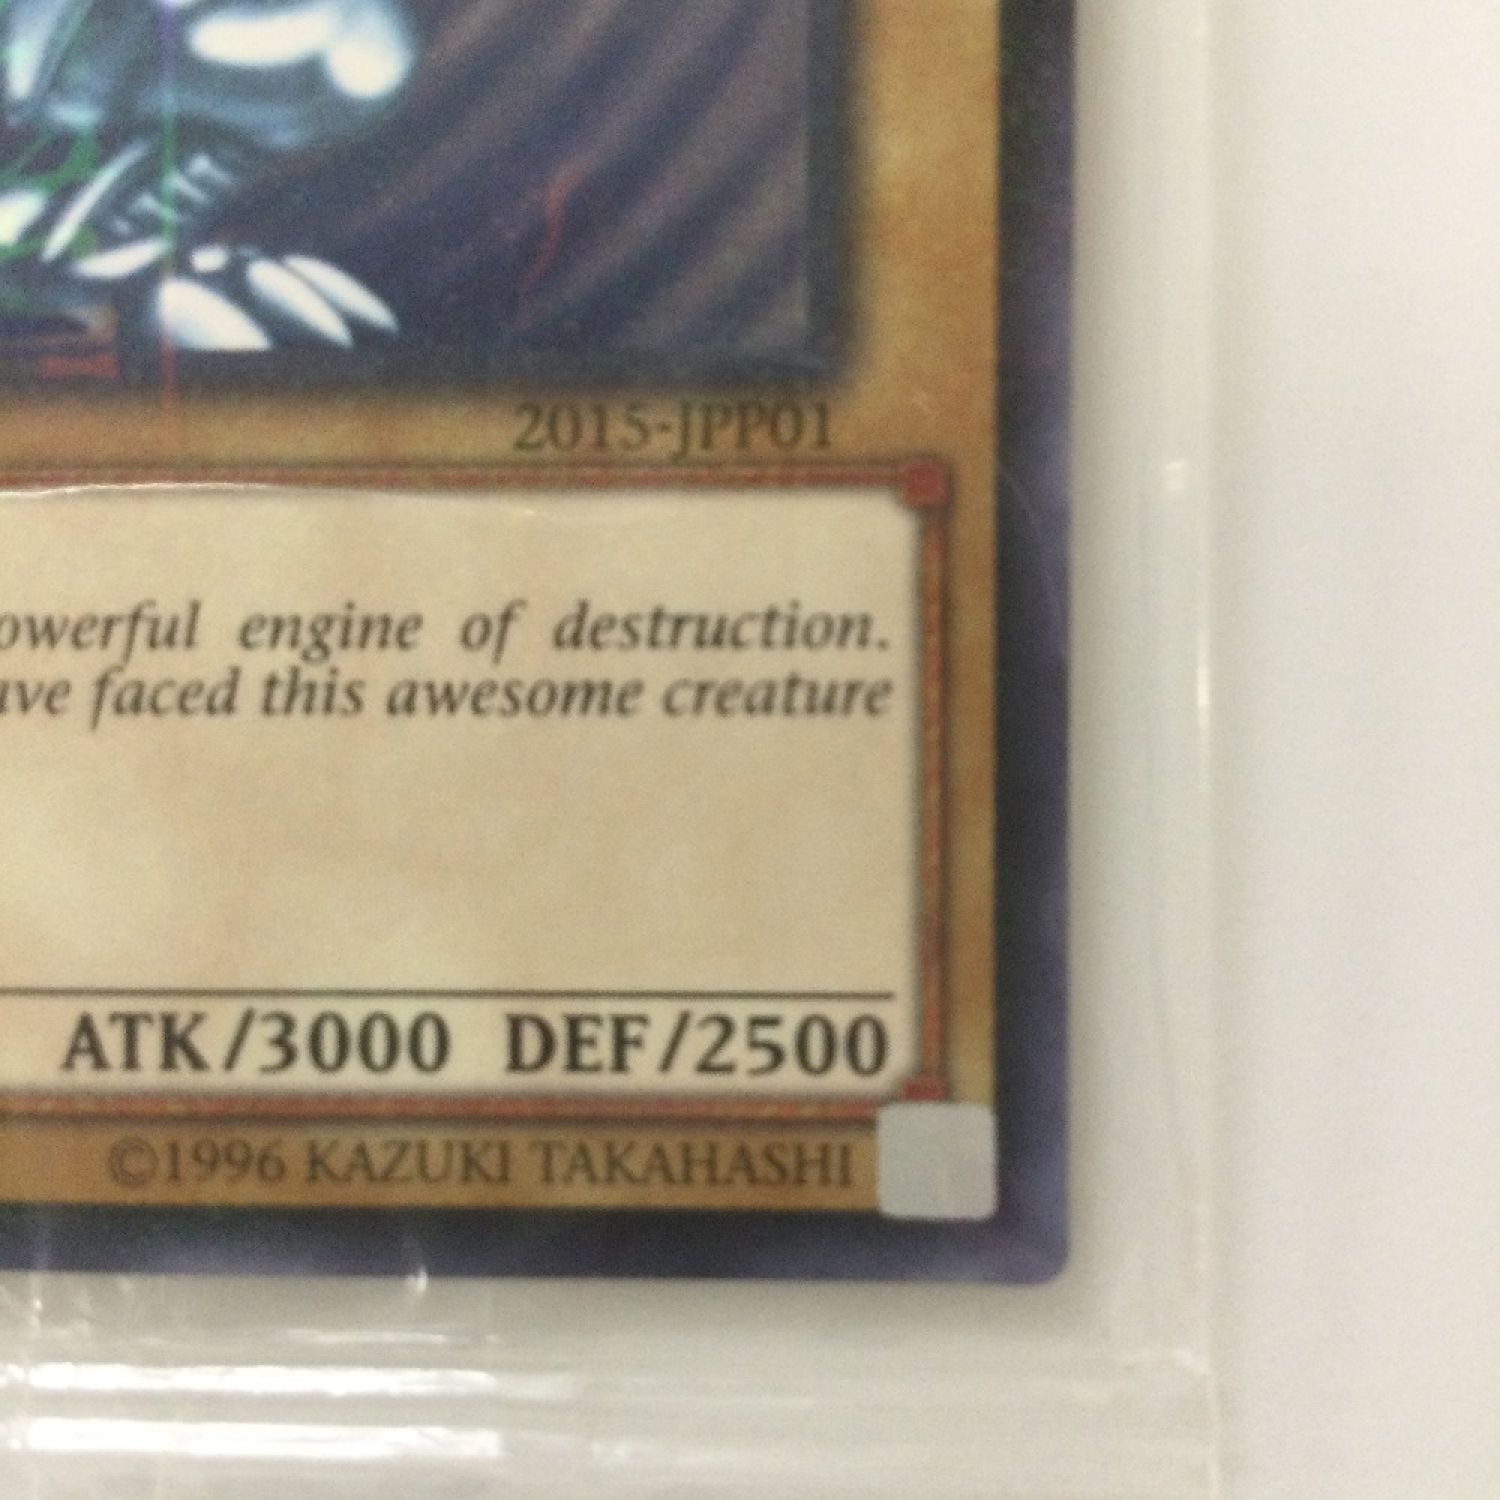 2015-JPP01
owerful engine of destruction.
ave faced this awesome creature
ATK/3000 DEF/2500
©1996 KAZUKI TAKAHASHI